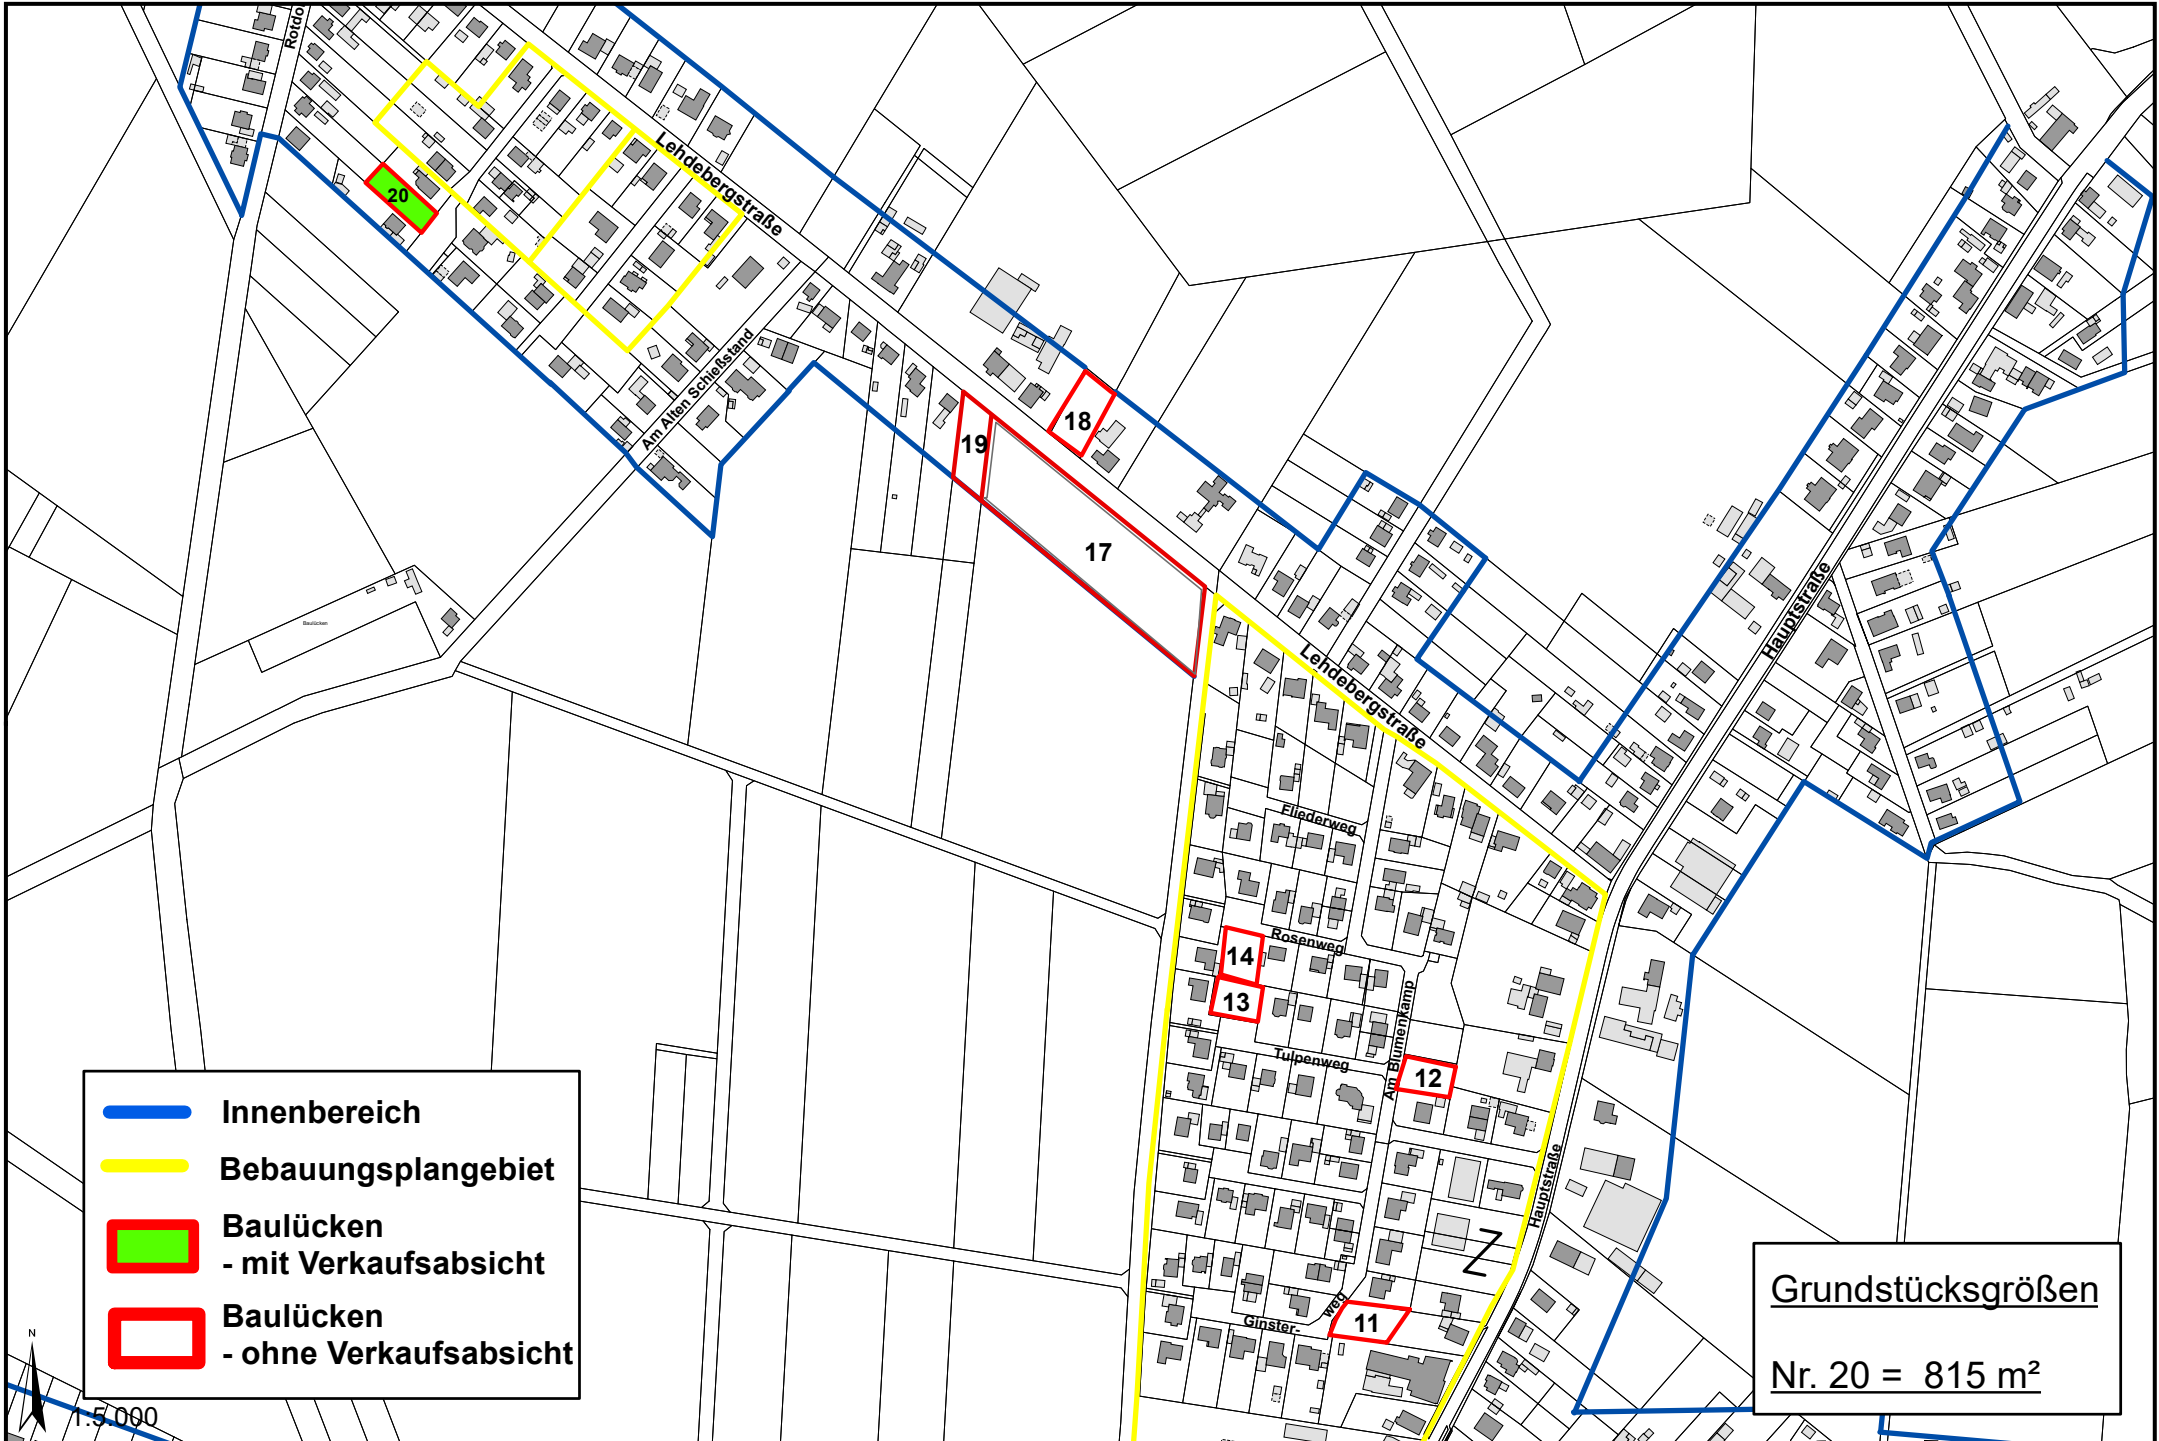 Rotdo
Lehdebergstraße
20
Am Alten Schießstand
18
19
17
Baulücken
Hauptstraße
Lehdebergstraße
Fliederweg
Rosenweg
14
13
Am Blumenkamp
Tulpenweg
12
Hauptstraße
Z
Ginster-
weg
11
Innenbereich
Bebauungsplangebiet
Baulücken
- mit Verkaufsabsicht
Baulücken
- ohne Verkaufsabsicht
N
1:5.000
Grundstücksgrößen
Nr. 20 = 815 m²